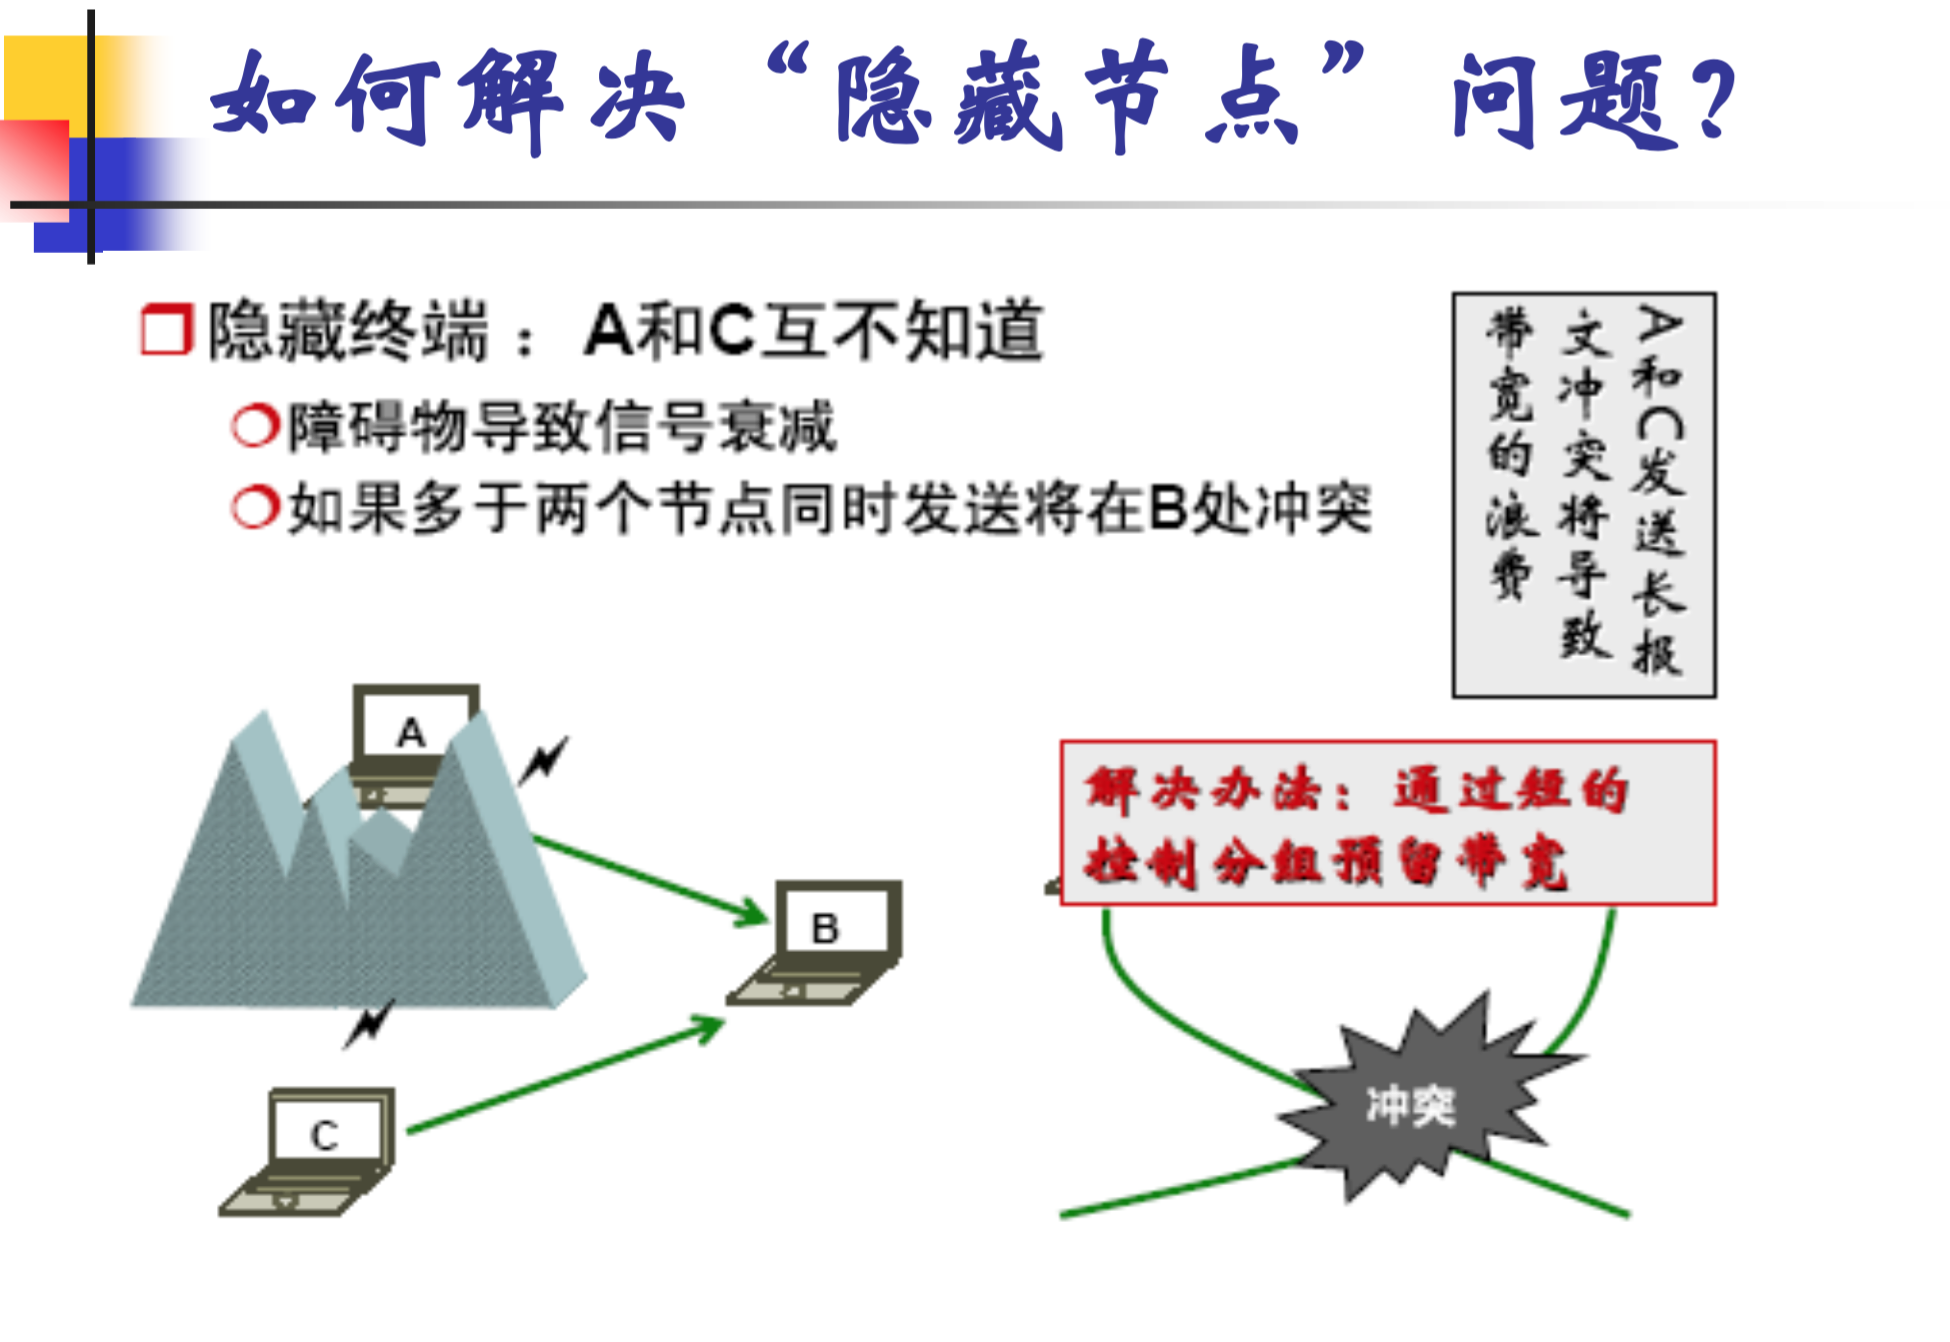 如何解决“隐藏节点”问题?
隐藏终端：A和C互不知道
障碍物导致信号衰减
如果多于两个节点同时发送将在B处冲突
A和C发送长报
文冲突将导致
带宽的浪费
A
B
C
解决办法：通过短的
控制分组预留带宽
冲突